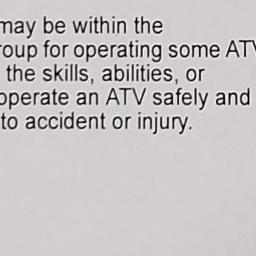 may be within the
roup for operating some ATV
the skills, abilities, or
operate an ATV safely and
to accident or injury.